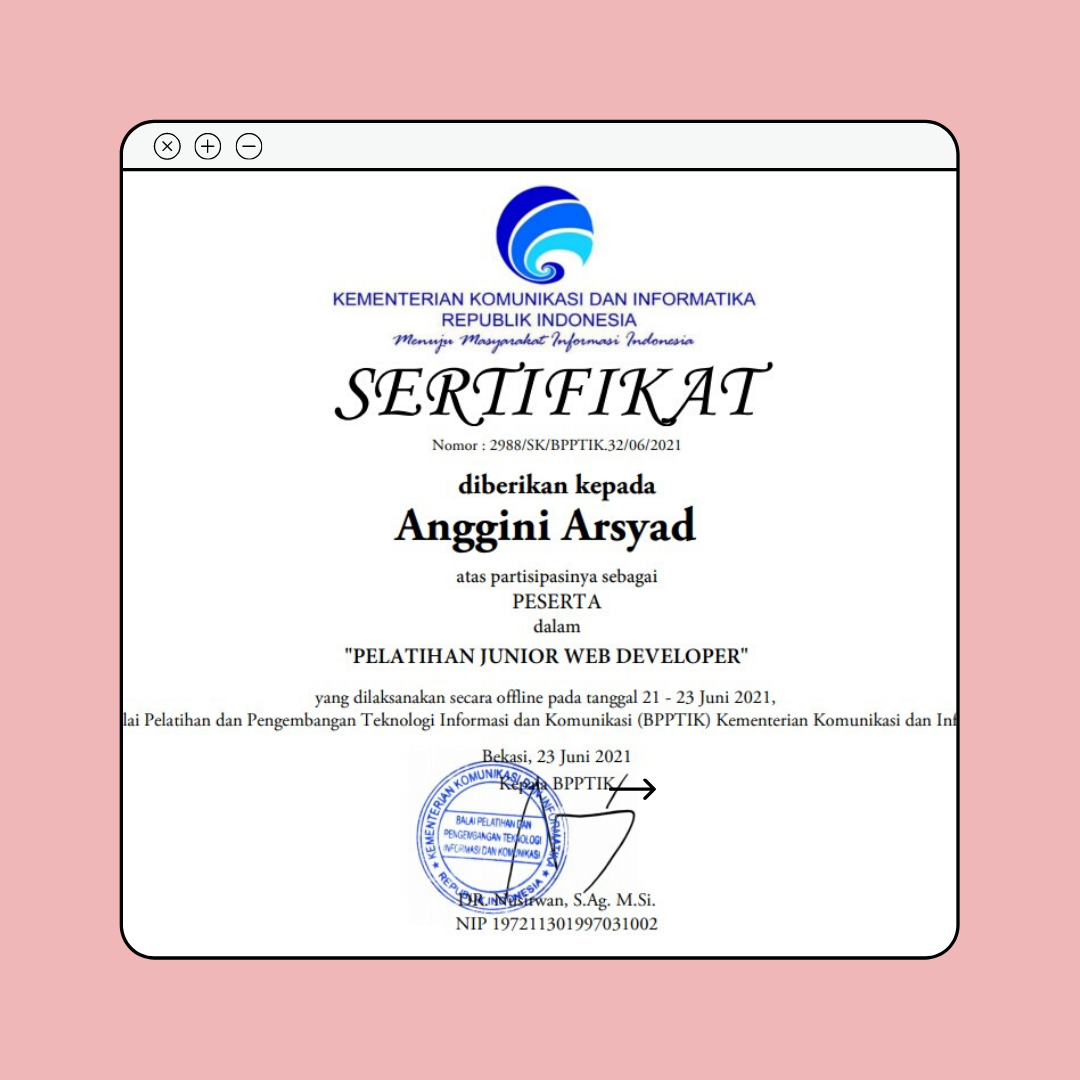 KEMENTERIAN KOMUNIKASI DAN INFORMATIKA
REPUBLIK INDONESIA
Menuju Masyarakat Informasi Indonesia
SERTIFIKAT
Nomor : 2988/SK/BPPTIK.32/06/2021
diberikan kepada
Anggini Arsyad
atas partisipasinya sebagai
PESERTA
dalam
"PELATIHAN JUNIOR WEB DEVELOPER"
yang dilaksanakan secara offline pada tanggal 21 - 23 Juni 2021,
lai Pelatihan dan Pengembangan Teknologi Informasi dan Komunikasi (BPPTIK) Kementerian Komunikasi dan Inf
Bekasi, 23 Juni 2021
Kepala BPPTIK
KEMENTERIAN KOMUNIKASI DAN INFORMATIKA
BALAI PELATIHAN DAN
PENGEMBANGAN TEKNOLOGI
INFORMASI DAN KOMUNIKASI
REPUBLIK INDONESIA
DR. Nusirwan, S.Ag. M.Si.
NIP 197211301997031002